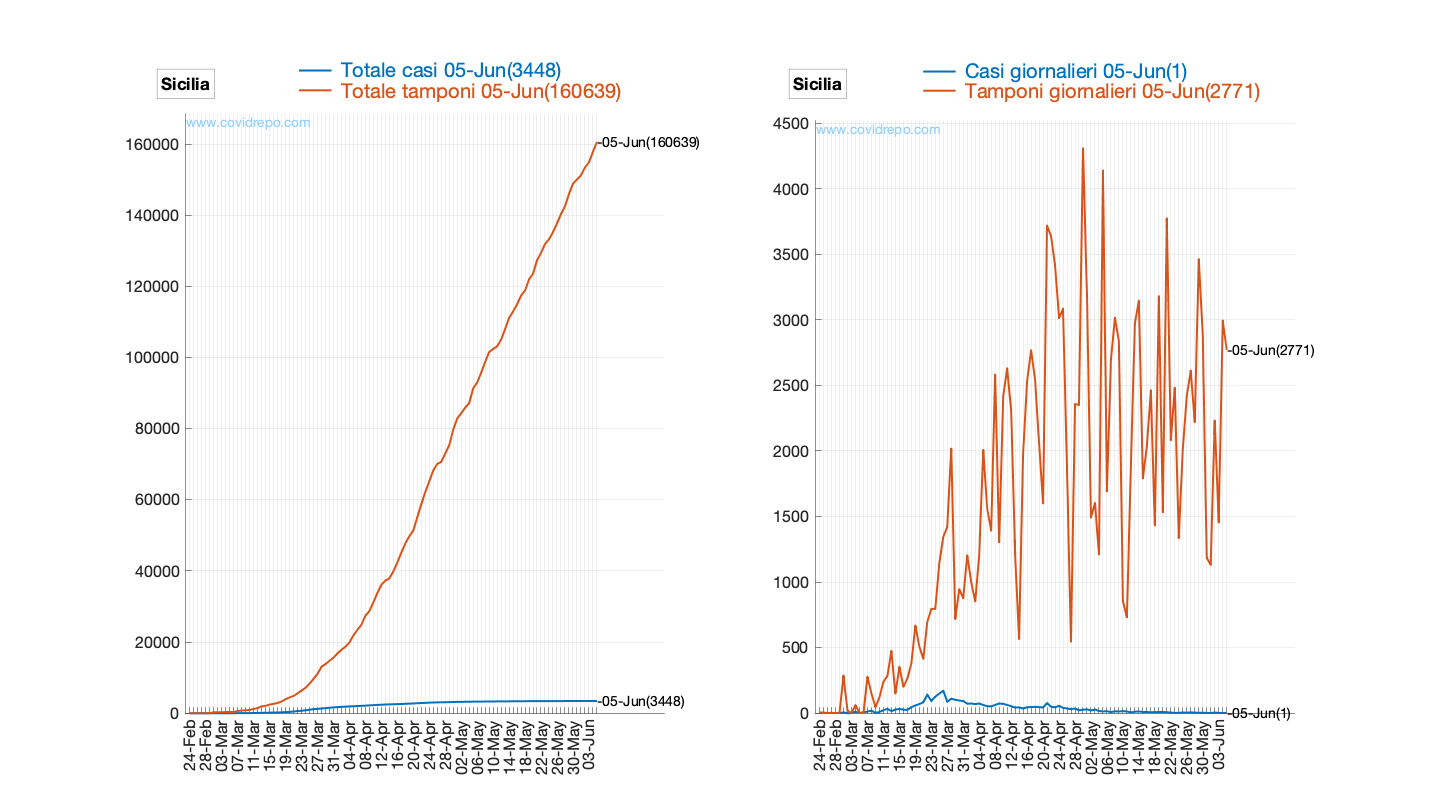 Sicilia
Totale casi 05-Jun(3448)
Totale tamponi 05-Jun(160639)
www.covidrepo.com
160000
140000
120000
100000
80000
60000
40000
20000
0
-05-Jun(160639)
-05-Jun(3448)
24-Feb
28-Feb
03-Mar
07-Mar
11-Mar
15-Mar
19-Mar
23-Mar
27-Mar
31-Mar
04-Apr
08-Apr
12-Apr
16-Apr
20-Apr
24-Apr
28-Apr
02-May
06-May
10-May
14-May
18-May
22-May
26-May
30-May
03-Jun
Sicilia
Casi giornalieri 05-Jun(1)
Tamponi giornalieri 05-Jun(2771)
www.covidrepo.com
4500
4000
3500
3000
2500
2000
1500
1000
500
0
-05-Jun(2771)
-05-Jun(1)
24-Feb
28-Feb
03-Mar
07-Mar
11-Mar
15-Mar
19-Mar
23-Mar
27-Mar
31-Mar
04-Apr
08-Apr
12-Apr
16-Apr
20-Apr
24-Apr
28-Apr
02-May
06-May
10-May
14-May
18-May
22-May
26-May
30-May
03-Jun